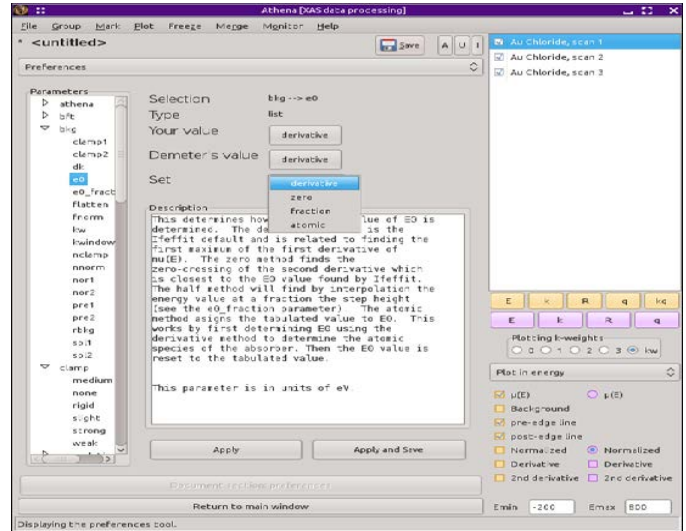 Athena [XAS data processing]
File Group Mark Plot Freeze Merge Monitor Help
* <untitled>
Save
A U I
Preferences
Parameters
athena
bft
bkg
clamp1
clamp2
dk
e0
e0_fract
flatten
fnorm
kw
kwindow
nclamp
nnorm
nor1
nor2
pre1
pre2
rbkg
spl1
spl2
clamp
medium
none
rigid
slight
strong
weak
Selection bkg --> e0
Type list
Your value derivative
Demeter's value derivative
Set
derivative
zero
fraction
atomic
Description
This determines how lue of E0 is
determined. The de is the
Ifeffit default and is related to finding the
first maximum of the first derivative of
mu(E). The zero method finds the
zero-crossing of the second derivative which
is closest to the E0 value found by Ifeffit.
The half method will find by interpolation the
energy value at a fraction the step height
(see the e0_fraction parameter) The atomic
method asigns the tabulated value to E0. This
works by first determining E0 using the
derivative method to determine the atomic
species of the absorber. Then the E0 value is
reset to the tabulated value.
This parameter is in units of eV.
Apply Apply and Save
Document section: preferences
Return to main window
Displaying the preferences tool.
Au Chloride, scan 1
Au Chloride, scan 2
Au Chloride, scan 3
E k R q kq
E k R q
Plotting k-weights
0 1 2 3 kw
Plot in energy
μ(E) μ(E)
Background
pre-edge line
post-edge line
Normalized Normalized
Derivative Derivative
2nd derivative 2nd derivative
Emin -200 Emax 800